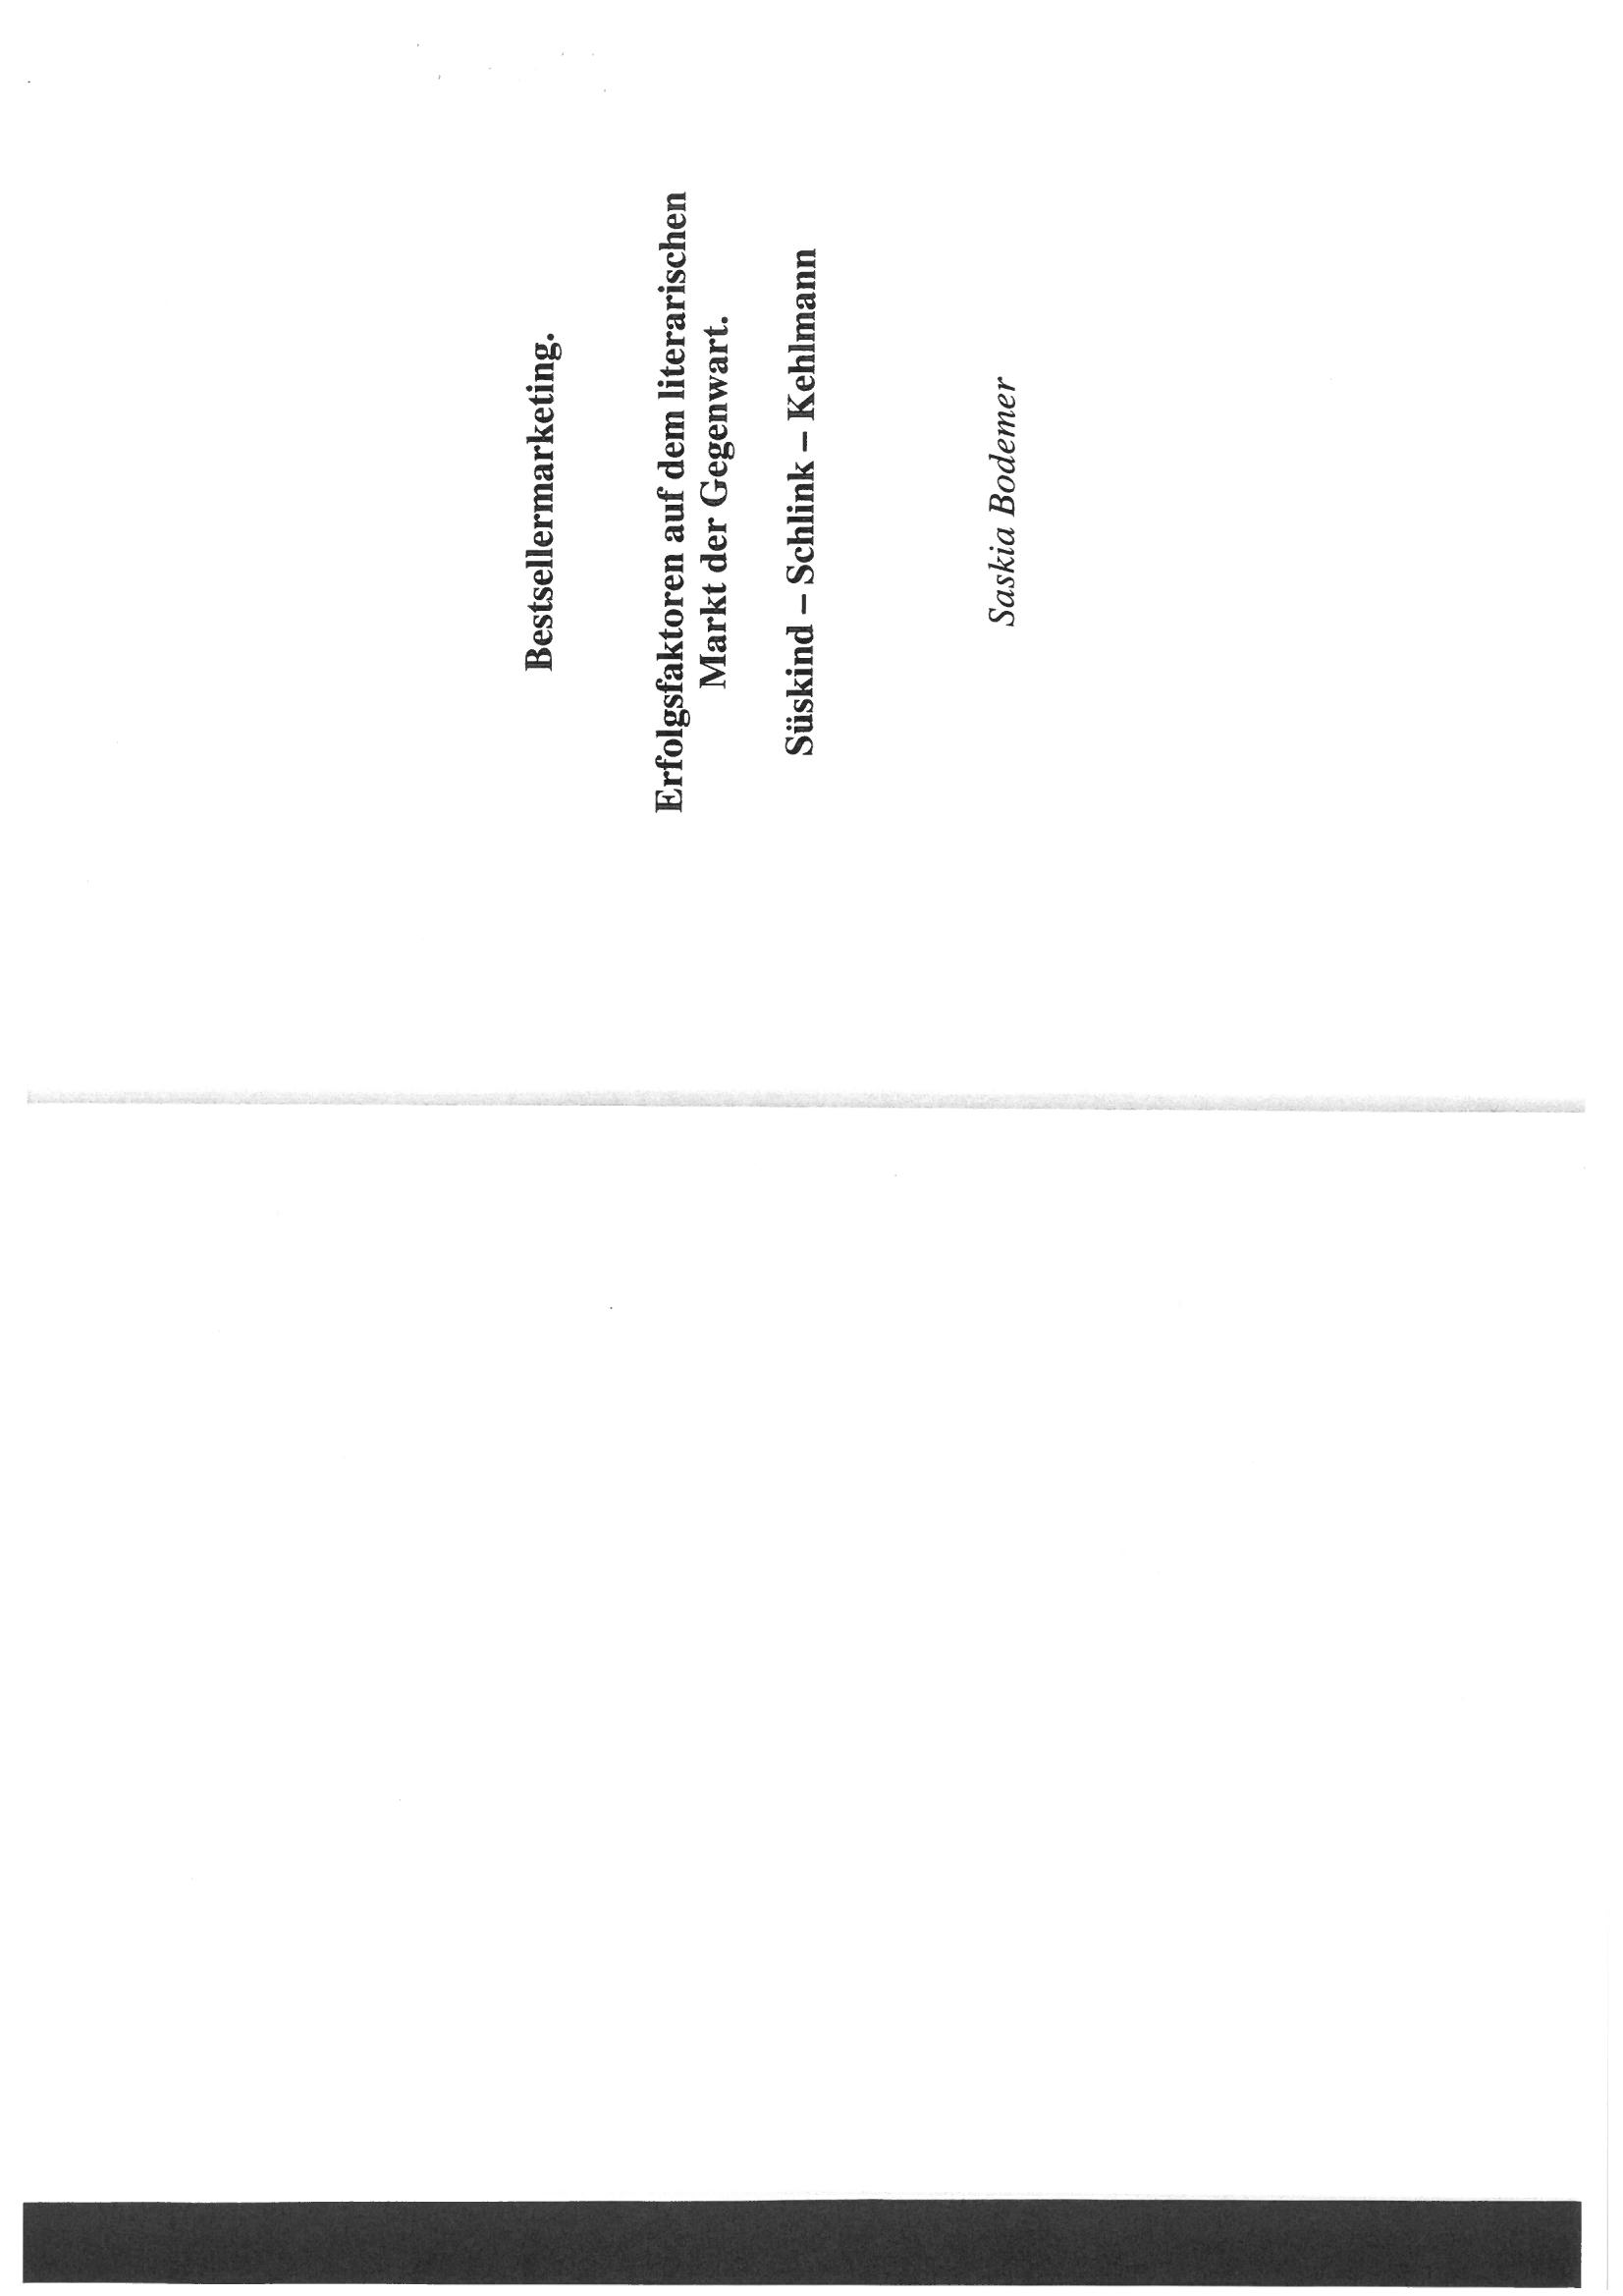 Bestsellermarketing.
Erfolgsfaktoren auf dem literarischen
Markt der Gegenwart.
Süskind – Schlink – Kehlmann
Saskia Bodemer